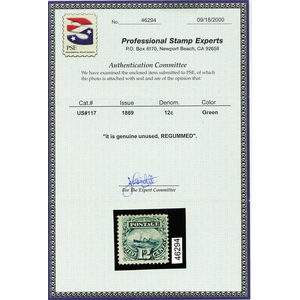 No. 46294 09/18/2000
PSE
Professional Stamp Experts
P.O. Box 6170, Newport Beach, CA 92658
Authentication Committee
We have examined the enclosed item submitted to PSE, of which
the photo is attached with seal and are of the opinion that:
Cat.# Issue Denom. Color
US#117 1869 12c Green
"it is genuine unused, REGUMMED".
For the Expert Committee
POSTAGE
12
46294